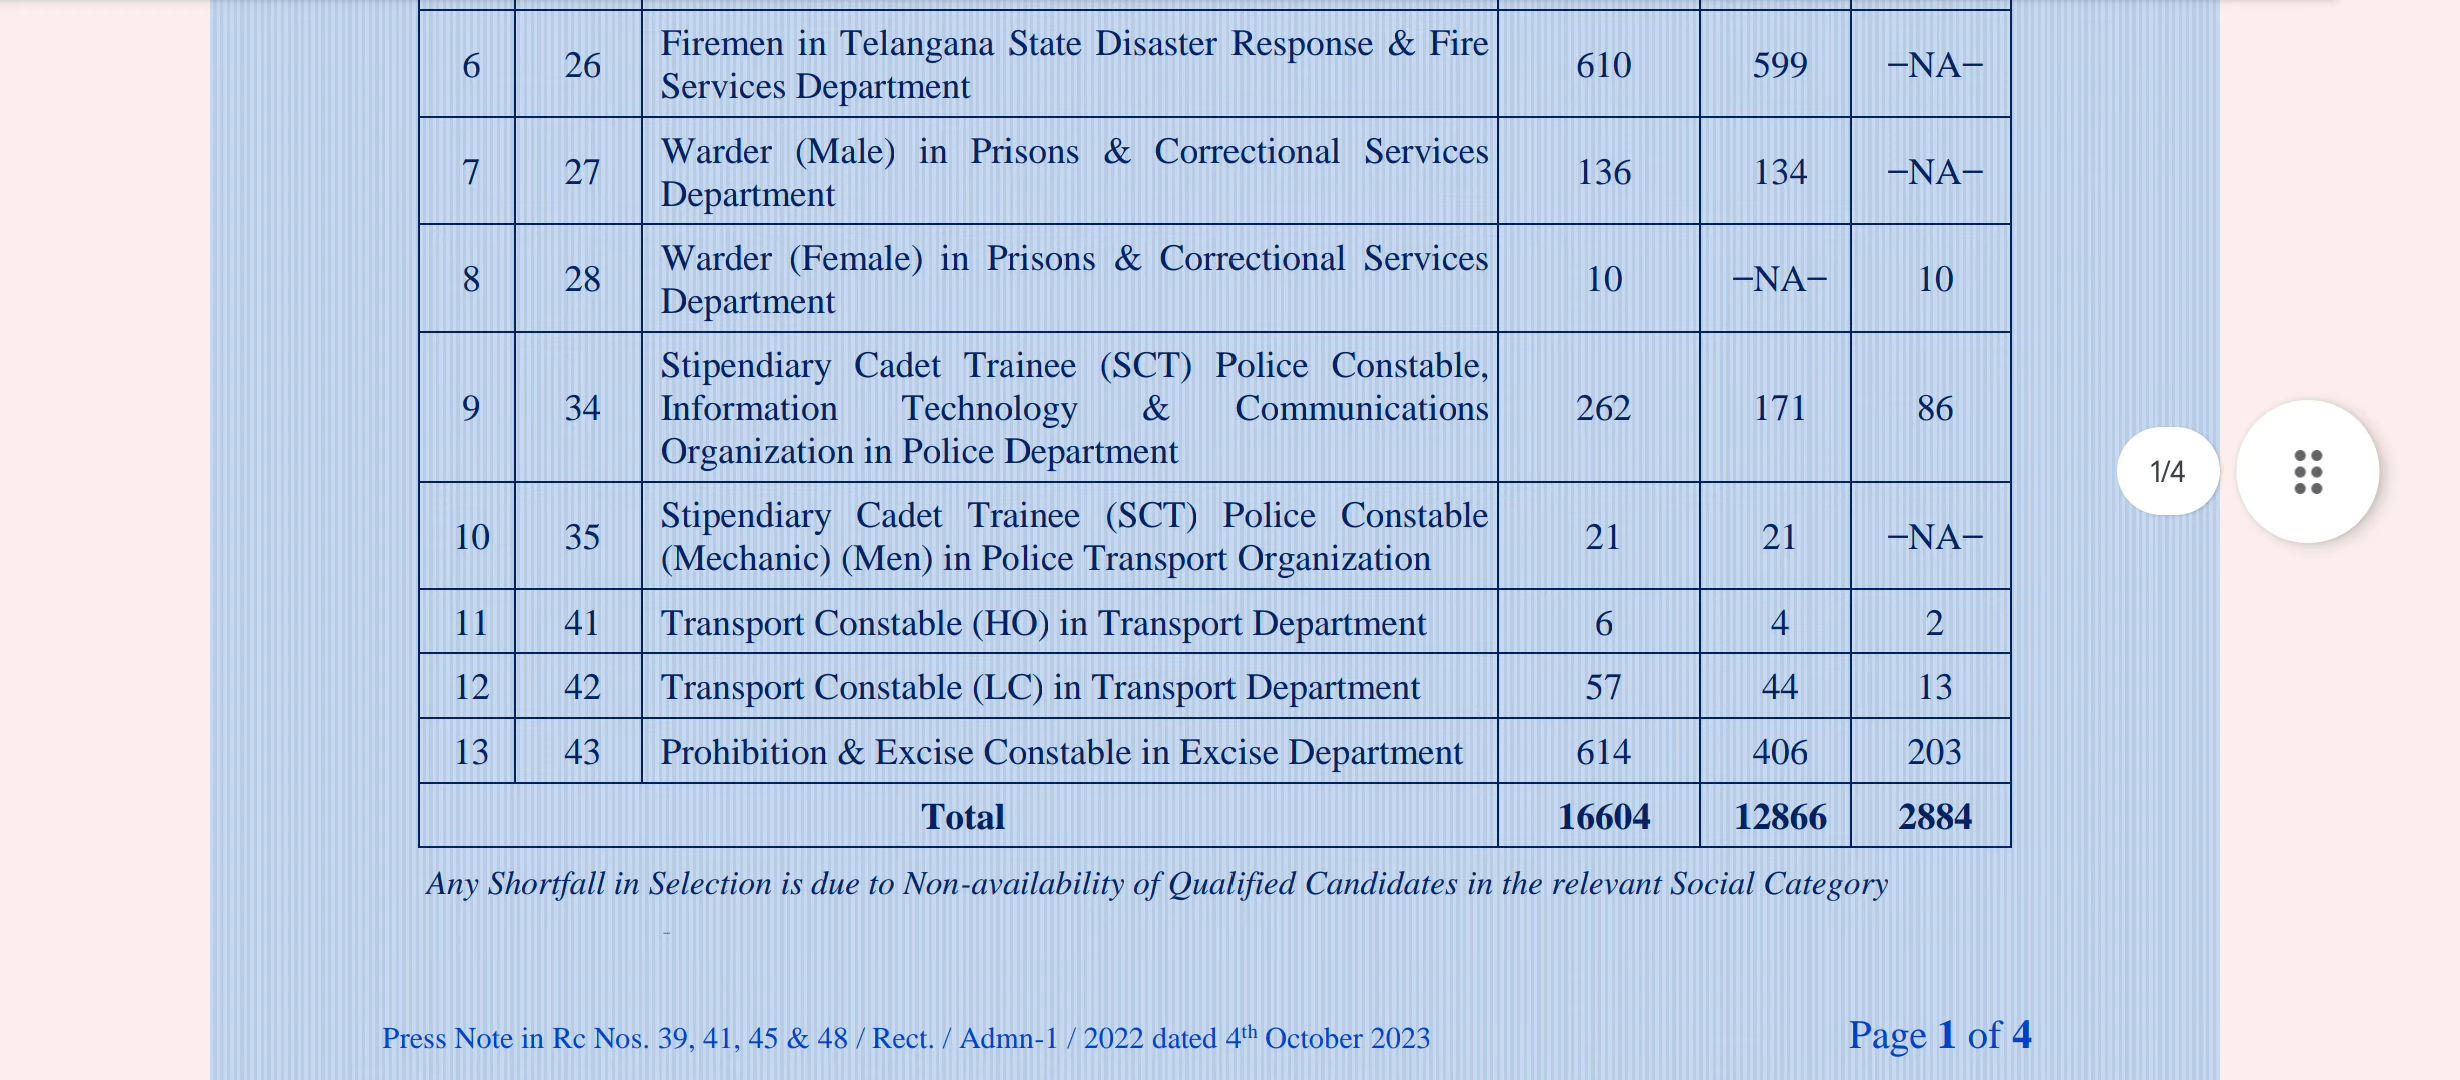 6 26 Firemen in Telangana State Disaster Response & Fire 610 599 –NA–
Services Department
7 27 Warder (Male) in Prisons & Correctional Services 136 134 –NA–
Department
8 28 Warder (Female) in Prisons & Correctional Services 10 –NA– 10
Department
Stipendiary Cadet Trainee (SCT) Police Constable,
9 34 Information Technology & Communications 262 171 86
Organization in Police Department
10 35 Stipendiary Cadet Trainee (SCT) Police Constable 21 21 –NA–
(Mechanic) (Men) in Police Transport Organization
11 41 Transport Constable (HO) in Transport Department 6 4 2
12 42 Transport Constable (LC) in Transport Department 57 44 13
13 43 Prohibition & Excise Constable in Excise Department 614 406 203
Total 16604 12866 2884
Any Shortfall in Selection is due to Non-availability of Qualified Candidates in the relevant Social Category
Press Note in Rc Nos. 39, 41, 45 & 48 / Rect. / Admn-1 / 2022 dated 4th October 2023 Page 1 of 4
1/4